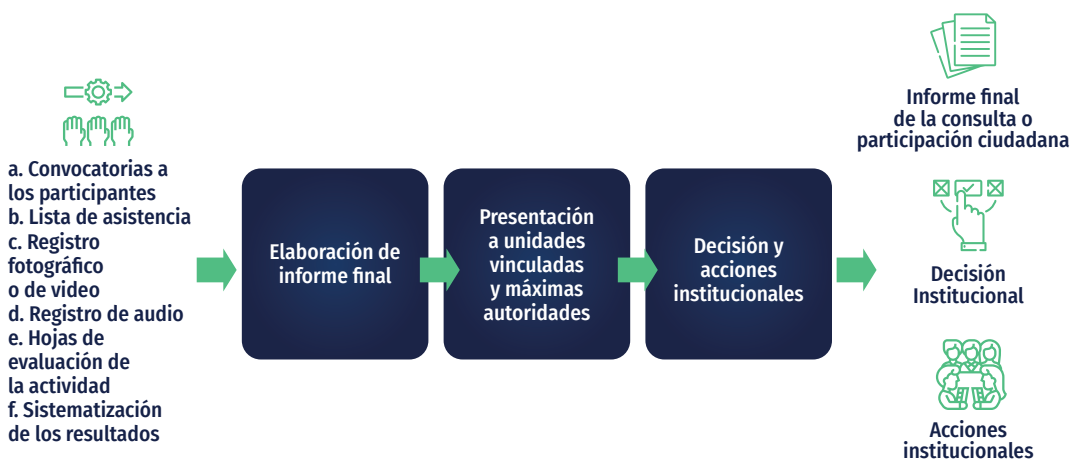 a. Convocatorias a
los participantes
b. Lista de asistencia
c. Registro
fotográfico
o de video
d. Registro de audio
e. Hojas de
evaluación de
la actividad
f. Sistematización
de los resultados
Elaboración de
informe final
Presentación
a unidades
vinculadas
y máximas
autoridades
Decisión y
acciones
institucionales
Informe final
de la consulta o
participación ciudadana
Decisión
Institucional
Acciones
institucionales